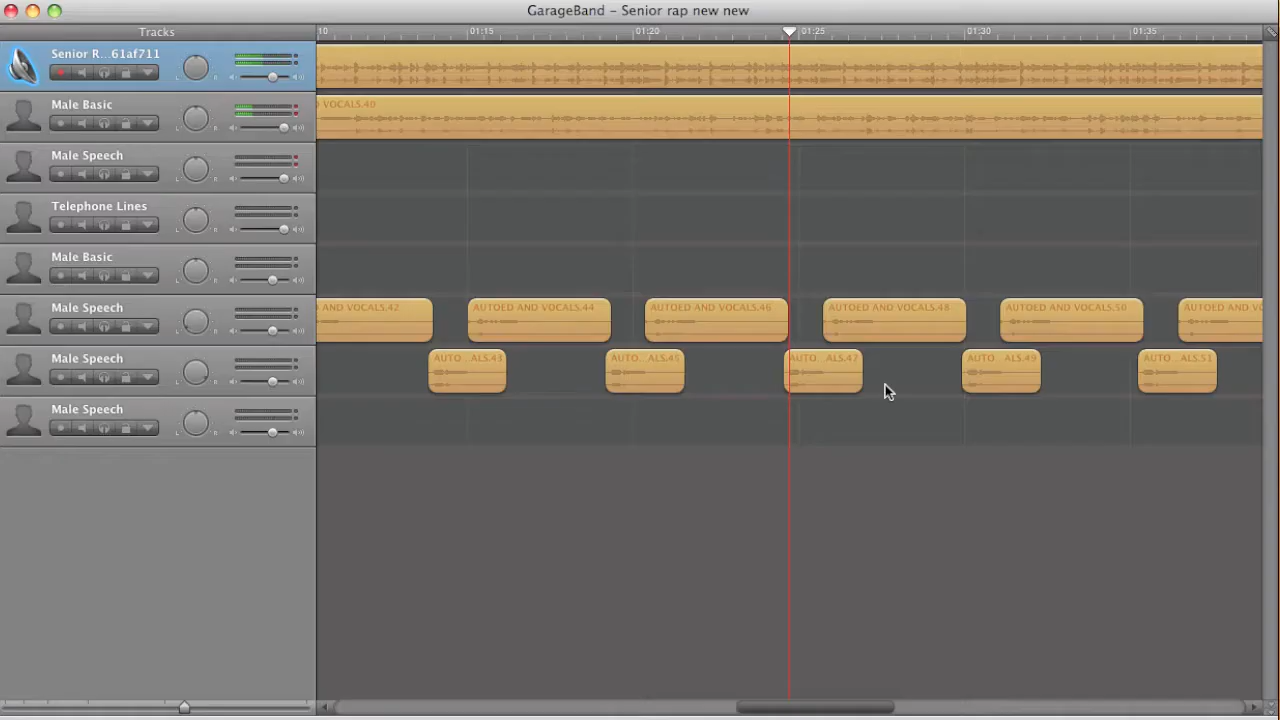 GarageBand – Senior rap new new
Tracks
10 01:15 01:20 01:25 01:30 01:35
Senior R...61af711
Male Basic
VOCALS.40
Male Speech
Telephone Lines
Male Basic
Male Speech
AND VOCALS.42 AUTOED AND VOCALS.44 AUTOED AND VOCALS.46 AUTOED AND VOCALS.48 AUTOED AND VOCALS.50 AUTOED AND V
Male Speech
AUTO ...ALS.43 AUTO ...ALS.45 AUTO ...ALS.47 AUTO ...ALS.49 AUTO ...ALS.51
Male Speech